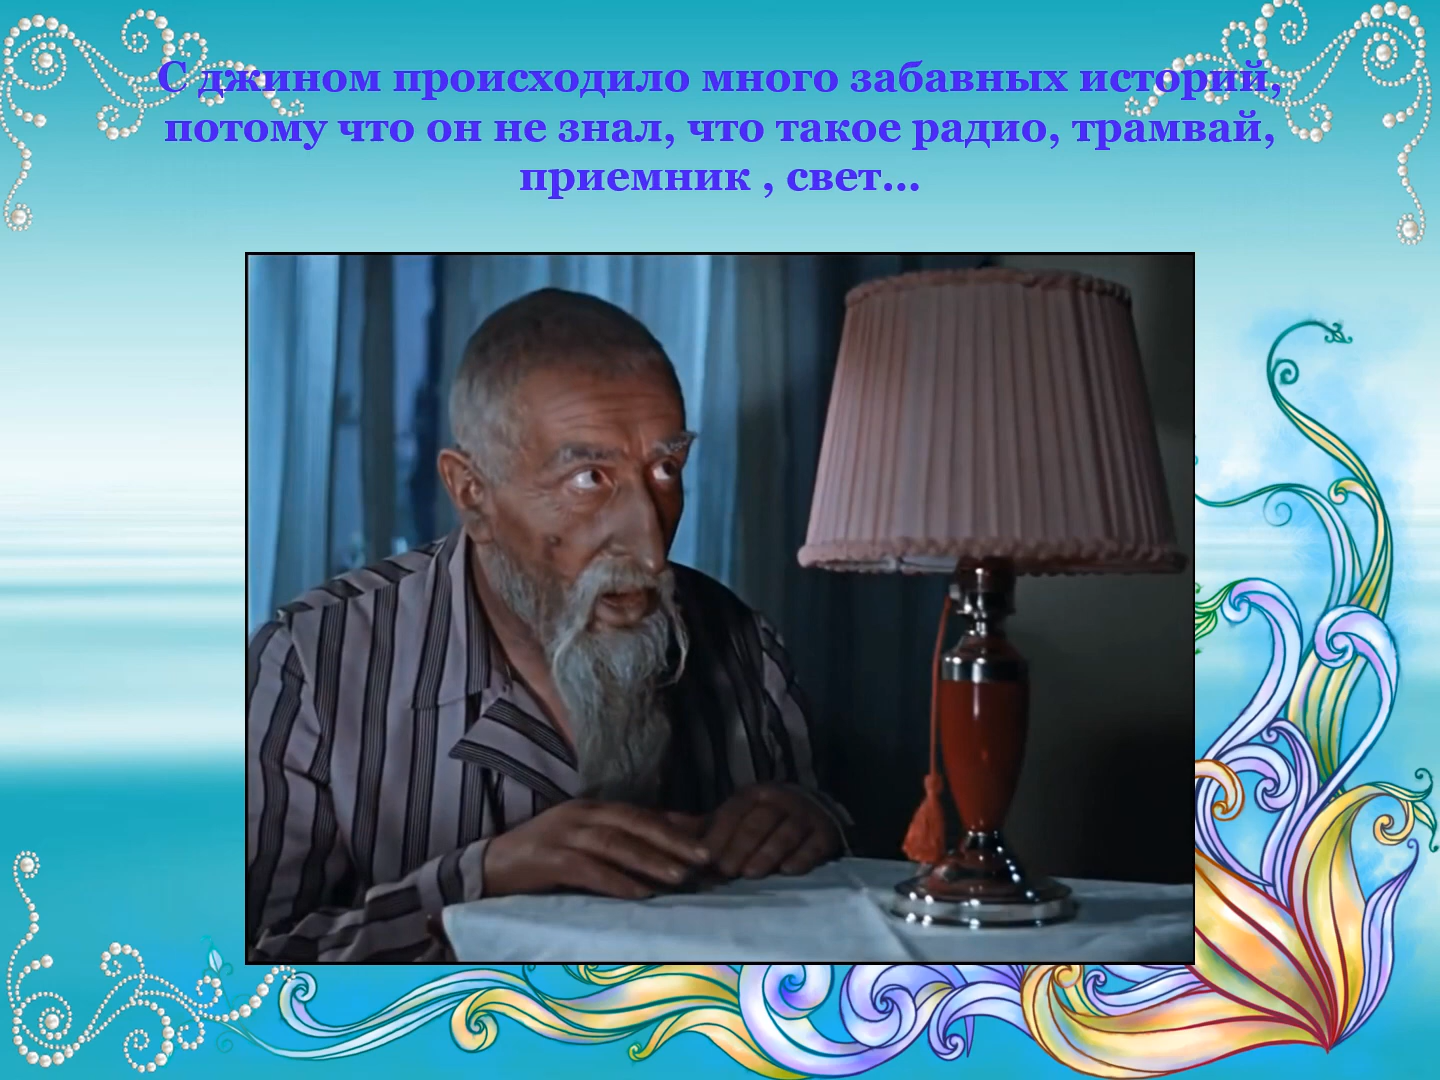 С джином происходило много забавных историй,
потому что он не знал, что такое радио, трамвай,
приемник , свет...